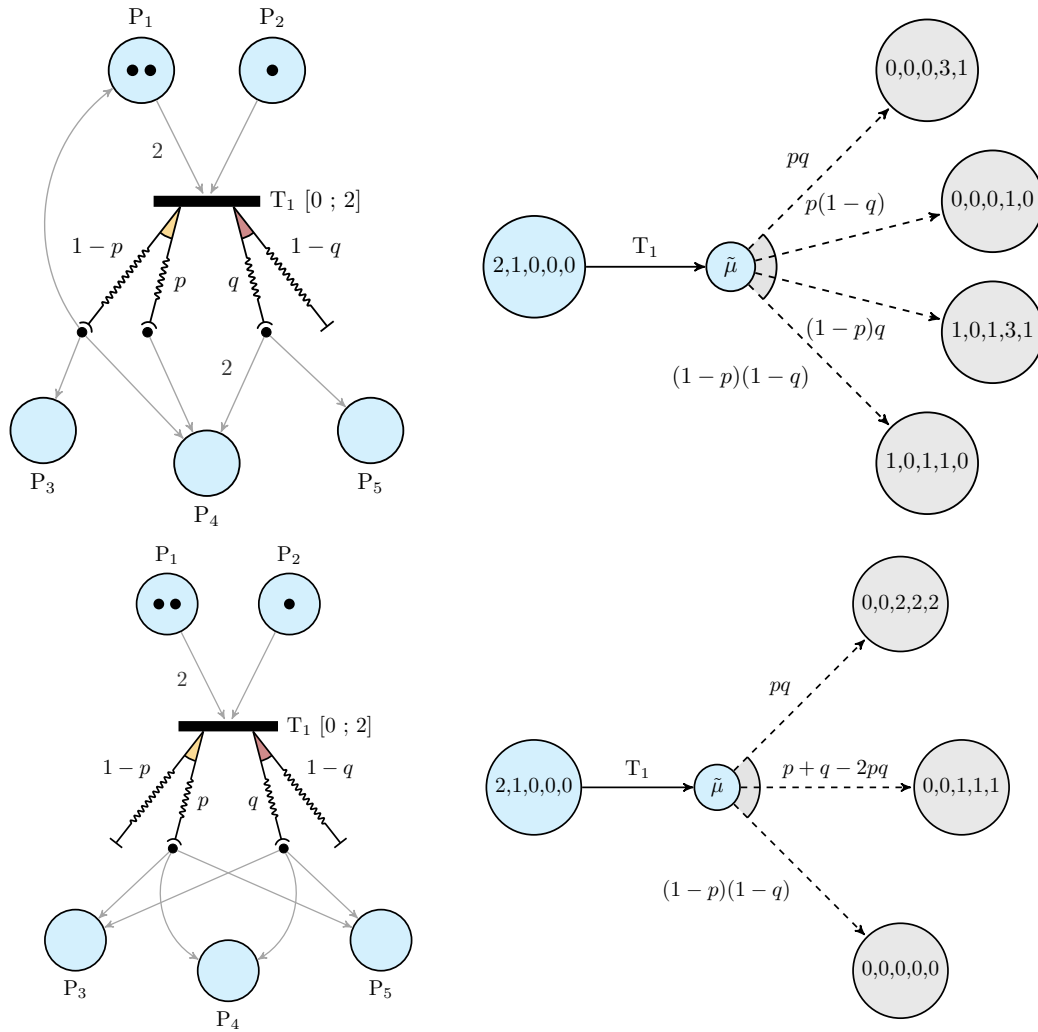 P1 P2
2
T1 [0 ; 2]
1−p p q 1−q
2
P3 P4 P5
2,1,0,0,0
T1
μ̃
pq
p(1−q)
(1−p)q
(1−p)(1−q)
0,0,0,3,1
0,0,0,1,0
1,0,1,3,1
1,0,1,1,0
P1 P2
2
T1 [0 ; 2]
1−p p q 1−q
P3 P4 P5
2,1,0,0,0
T1
μ̃
pq
p+q−2pq
(1−p)(1−q)
0,0,2,2,2
0,0,1,1,1
0,0,0,0,0